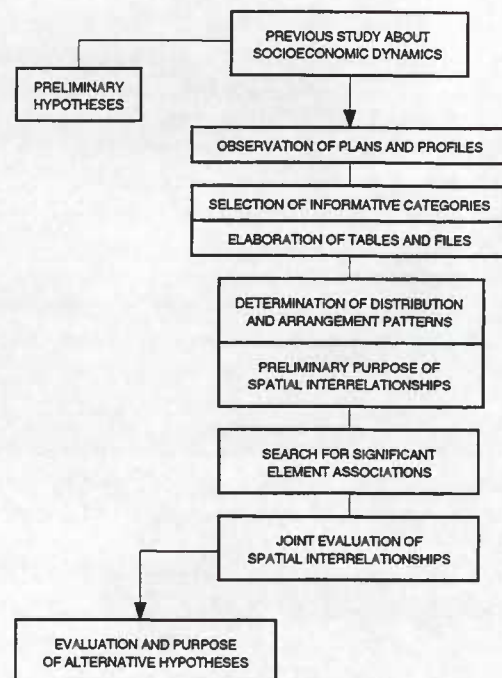 PREVIOUS STUDY ABOUT
SOCIOECONOMIC DYNAMICS
PRELIMINARY
HYPOTHESES
OBSERVATION OF PLANS AND PROFILES
SELECTION OF INFORMATIVE CATEGORIES
ELABORATION OF TABLES AND FILES
DETERMINATION OF DISTRIBUTION
AND ARRANGEMENT PATTERNS
PRELIMINARY PURPOSE OF
SPATIAL INTERRELATIONSHIPS
SEARCH FOR SIGNIFICANT
ELEMENT ASSOCIATIONS
JOINT EVALUATION OF
SPATIAL INTERRELATIONSHIPS
EVALUATION AND PURPOSE
OF ALTERNATIVE HYPOTHESES